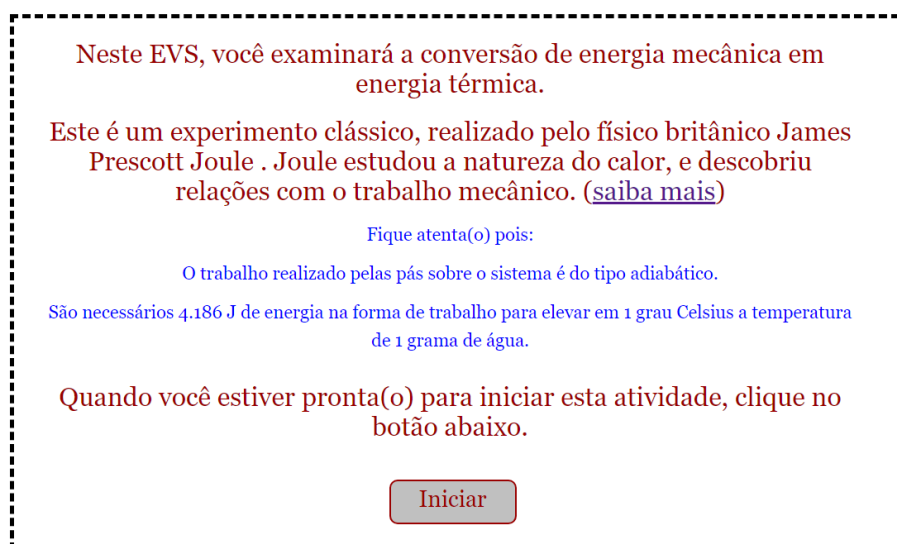 Neste EVS, você examinará a conversão de energia mecânica em
energia térmica.
Este é um experimento clássico, realizado pelo físico britânico James
Prescott Joule . Joule estudou a natureza do calor, e descobriu
relações com o trabalho mecânico. (saiba mais)
Fique atenta(o) pois:
O trabalho realizado pelas pás sobre o sistema é do tipo adiabático.
São necessários 4.186 J de energia na forma de trabalho para elevar em 1 grau Celsius a temperatura
de 1 grama de água.
Quando você estiver pronta(o) para iniciar esta atividade, clique no
botão abaixo.
Iniciar